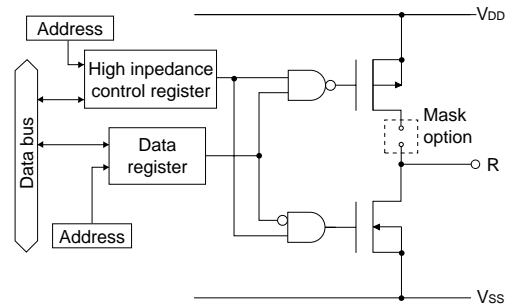 Address
VDD
High inpedance
control register
Mask
option
Data bus
Data
register
R
Address
VSS